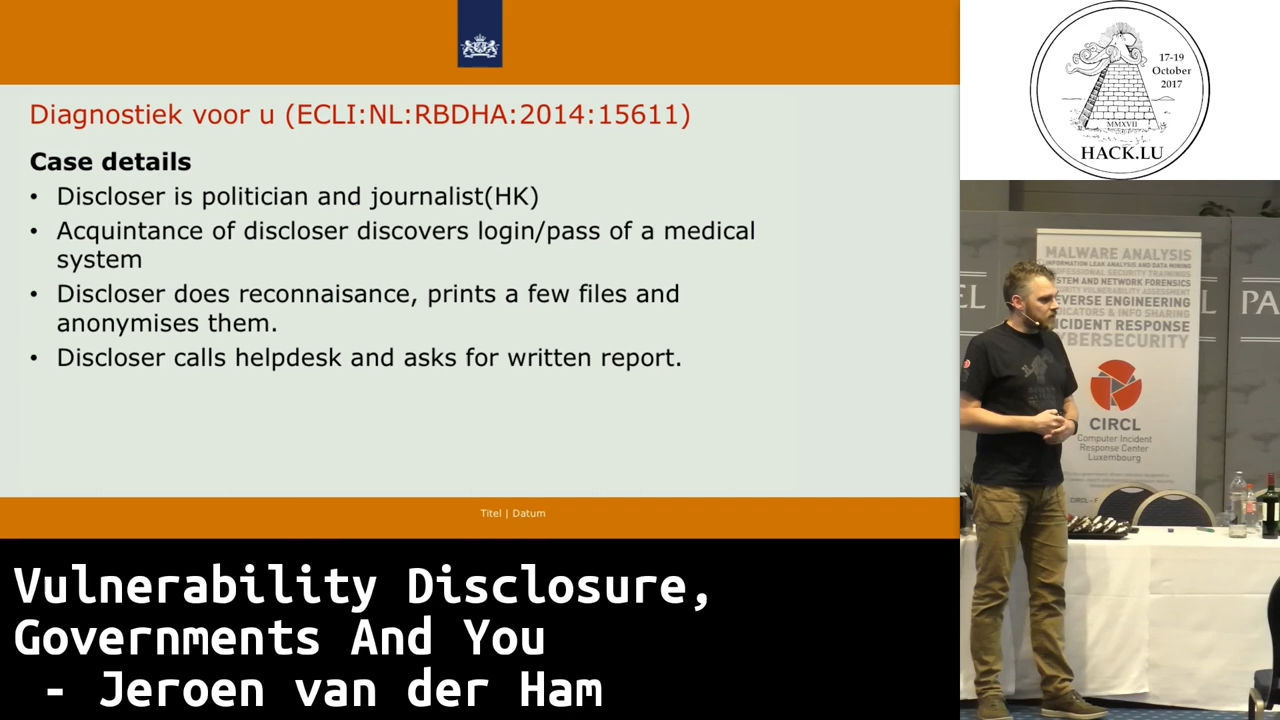 Diagnostiek voor u (ECLI:NL:RBDHA:2014:15611)
Case details
• Discloser is politician and journalist(HK)
• Acquintance of discloser discovers login/pass of a medical
system
• Discloser does reconnaisance, prints a few files and
anonymises them.
• Discloser calls helpdesk and asks for written report.
Titel | Datum
Vulnerability Disclosure,
Governments And You
- Jeroen van der Ham
17-19
October
2017
MMXVII
HACK.LU
MALWARE ANALYSIS
INFORMATION LEAK ANALYSIS AND DATA MINING
PROFESSIONAL SECURITY TRAININGS
SYSTEM AND NETWORK FORENSICS
SECURITY VULNERABILITY ASSESSMENT
REVERSE ENGINEERING
INDICATORS & INFO SHARING
INCIDENT RESPONSE
CYBERSECURITY
CIRCL
Computer Incident
Response Center
Luxembourg